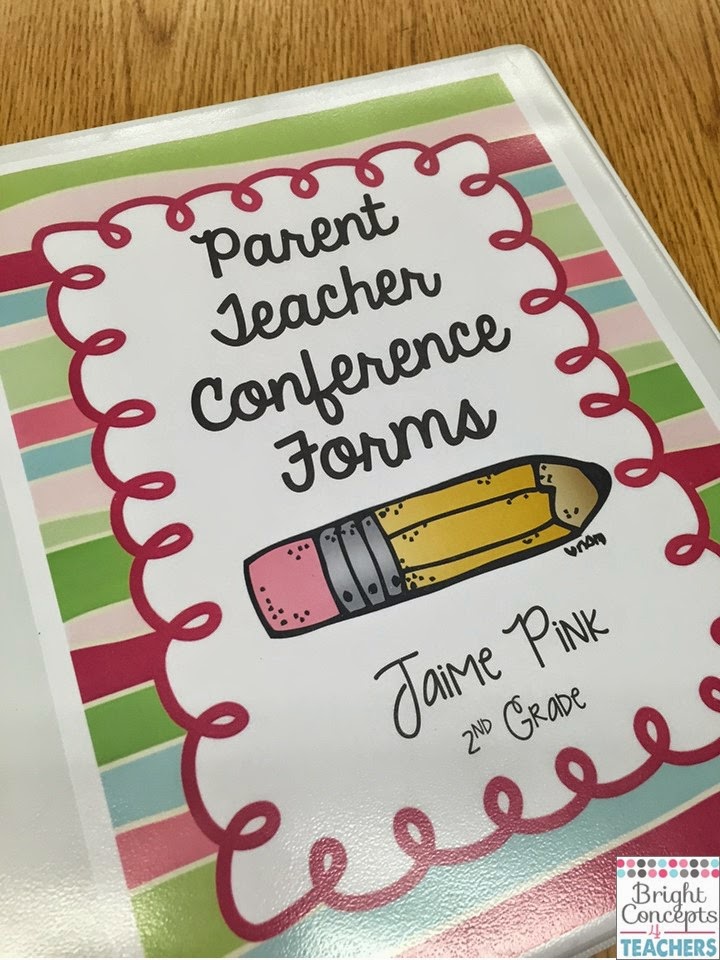 Parent
Teacher
Conference
Forms
Jaime Pink
2nd Grade
Bright
Concepts
4
TEACHERS